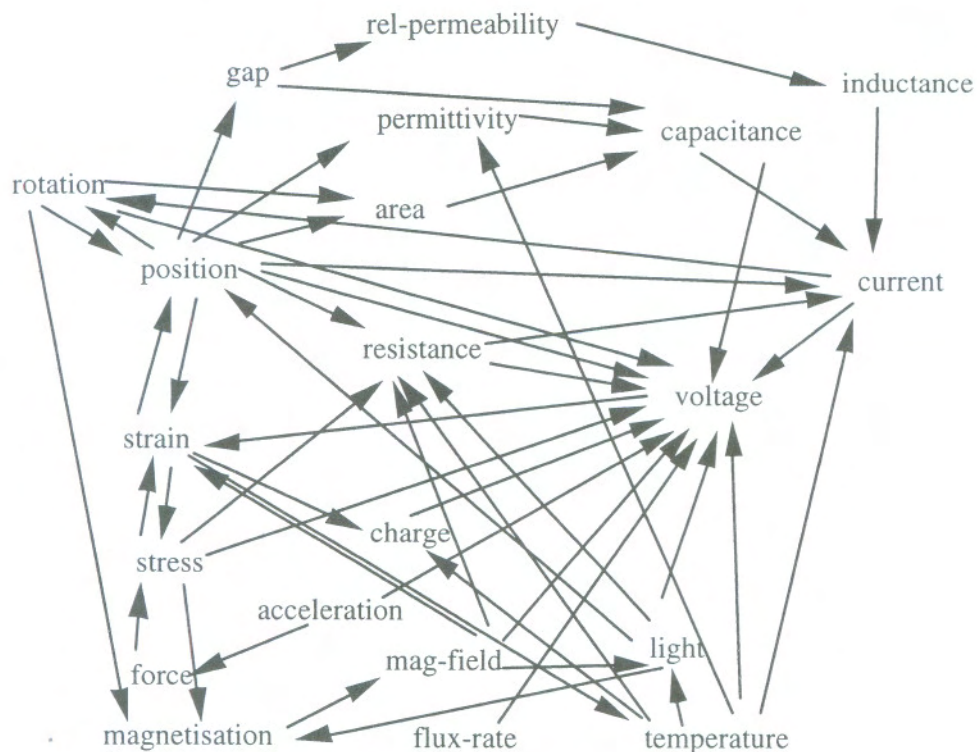 rel-permeability
gap
inductance
permittivity
capacitance
rotation
area
position
current
resistance
voltage
strain
charge
stress
acceleration
light
mag-field
force
magnetisation
flux-rate
temperature